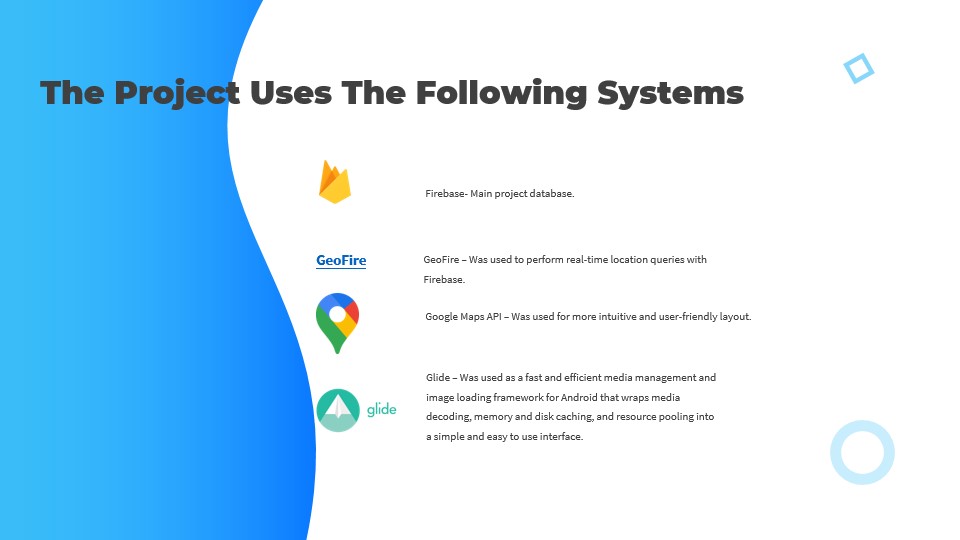 The Project Uses The Following Systems
Firebase- Main project database.
GeoFire
GeoFire – Was used to perform real-time location queries with
Firebase.
Google Maps API – Was used for more intuitive and user-friendly layout.
glide
Glide – Was used as a fast and efficient media management and
image loading framework for Android that wraps media
decoding, memory and disk caching, and resource pooling into
a simple and easy to use interface.